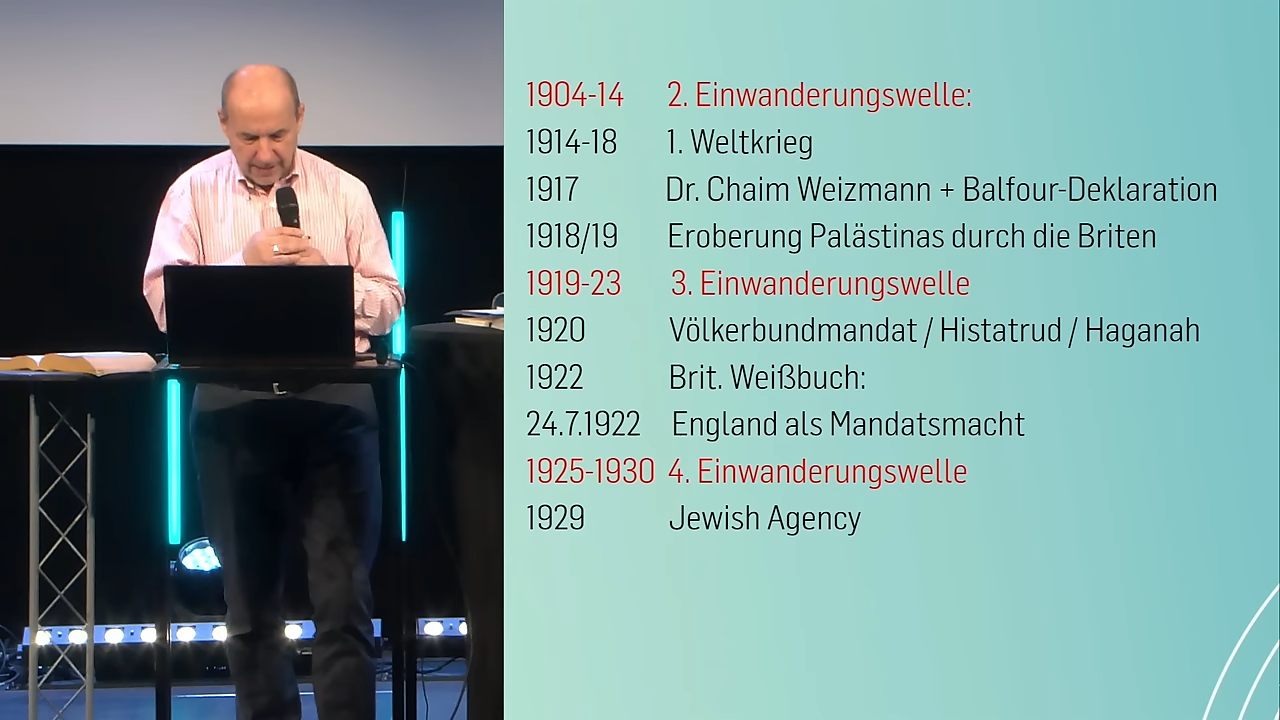 1904-14 2. Einwanderungswelle:
1914-18 1. Weltkrieg
1917 Dr. Chaim Weizmann + Balfour-Deklaration
1918/19 Eroberung Palästinas durch die Briten
1919-23 3. Einwanderungswelle
1920 Völkerbundmandat / Histatrud / Haganah
1922 Brit. Weißbuch:
24.7.1922 England als Mandatsmacht
1925-1930 4. Einwanderungswelle
1929 Jewish Agency